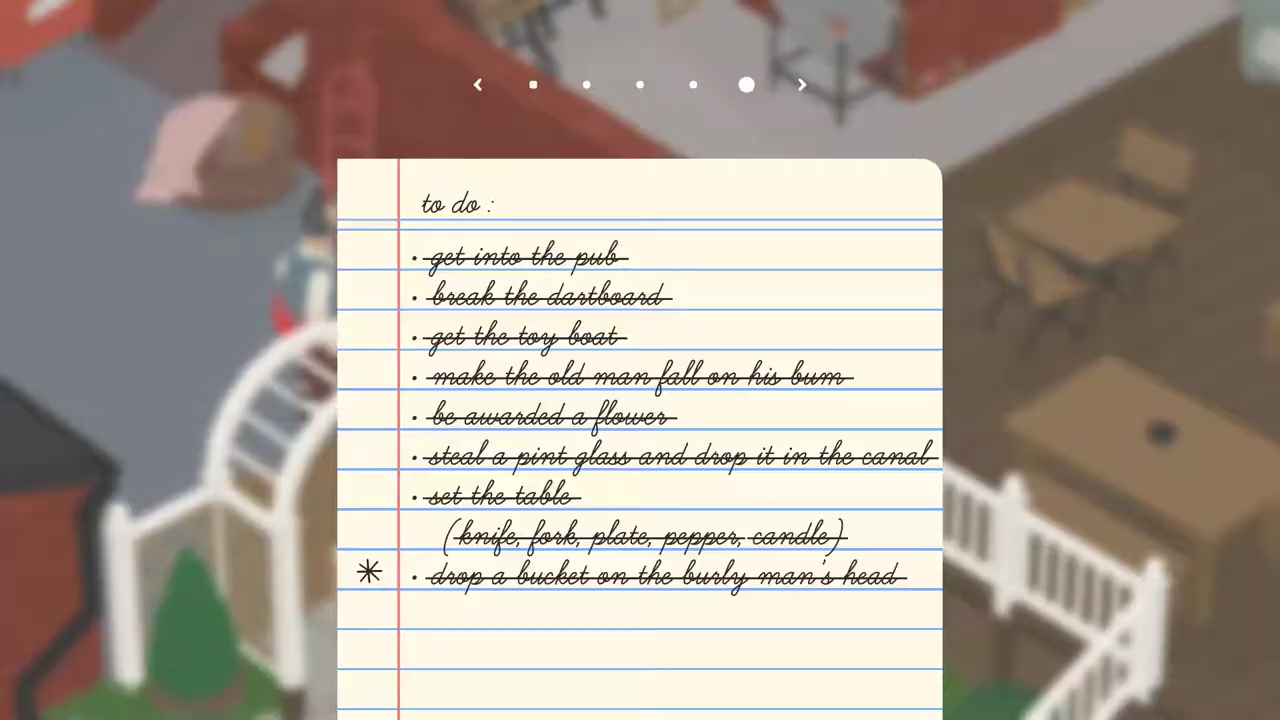 to do :
• get into the pub
• break the dartboard
• get the toy boat
• make the old man fall on his bum
• be awarded a flower
• steal a pint glass and drop it in the canal
• set the table
(knife, fork, plate, pepper, candle)
• drop a bucket on the burly man's head